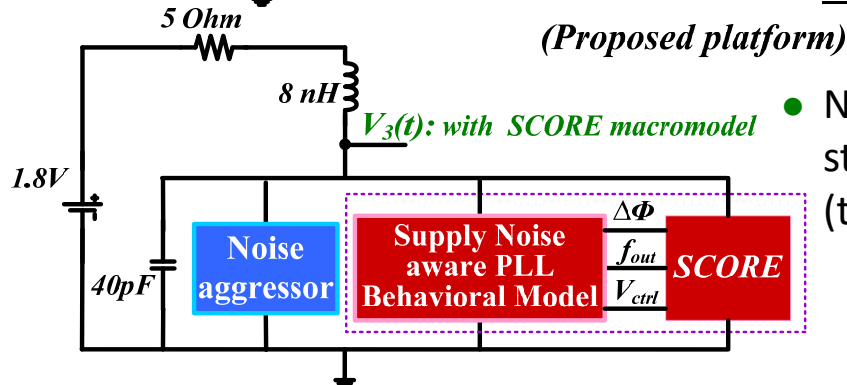 5 Ohm
(Proposed platform)
8 nH
V3(t): with SCORE macromodel
● N
st
(t
1.8V
40pF
Noise
aggressor
Supply Noise
aware PLL
Behavioral Model
ΔΦ
fout
Vctrl
SCORE